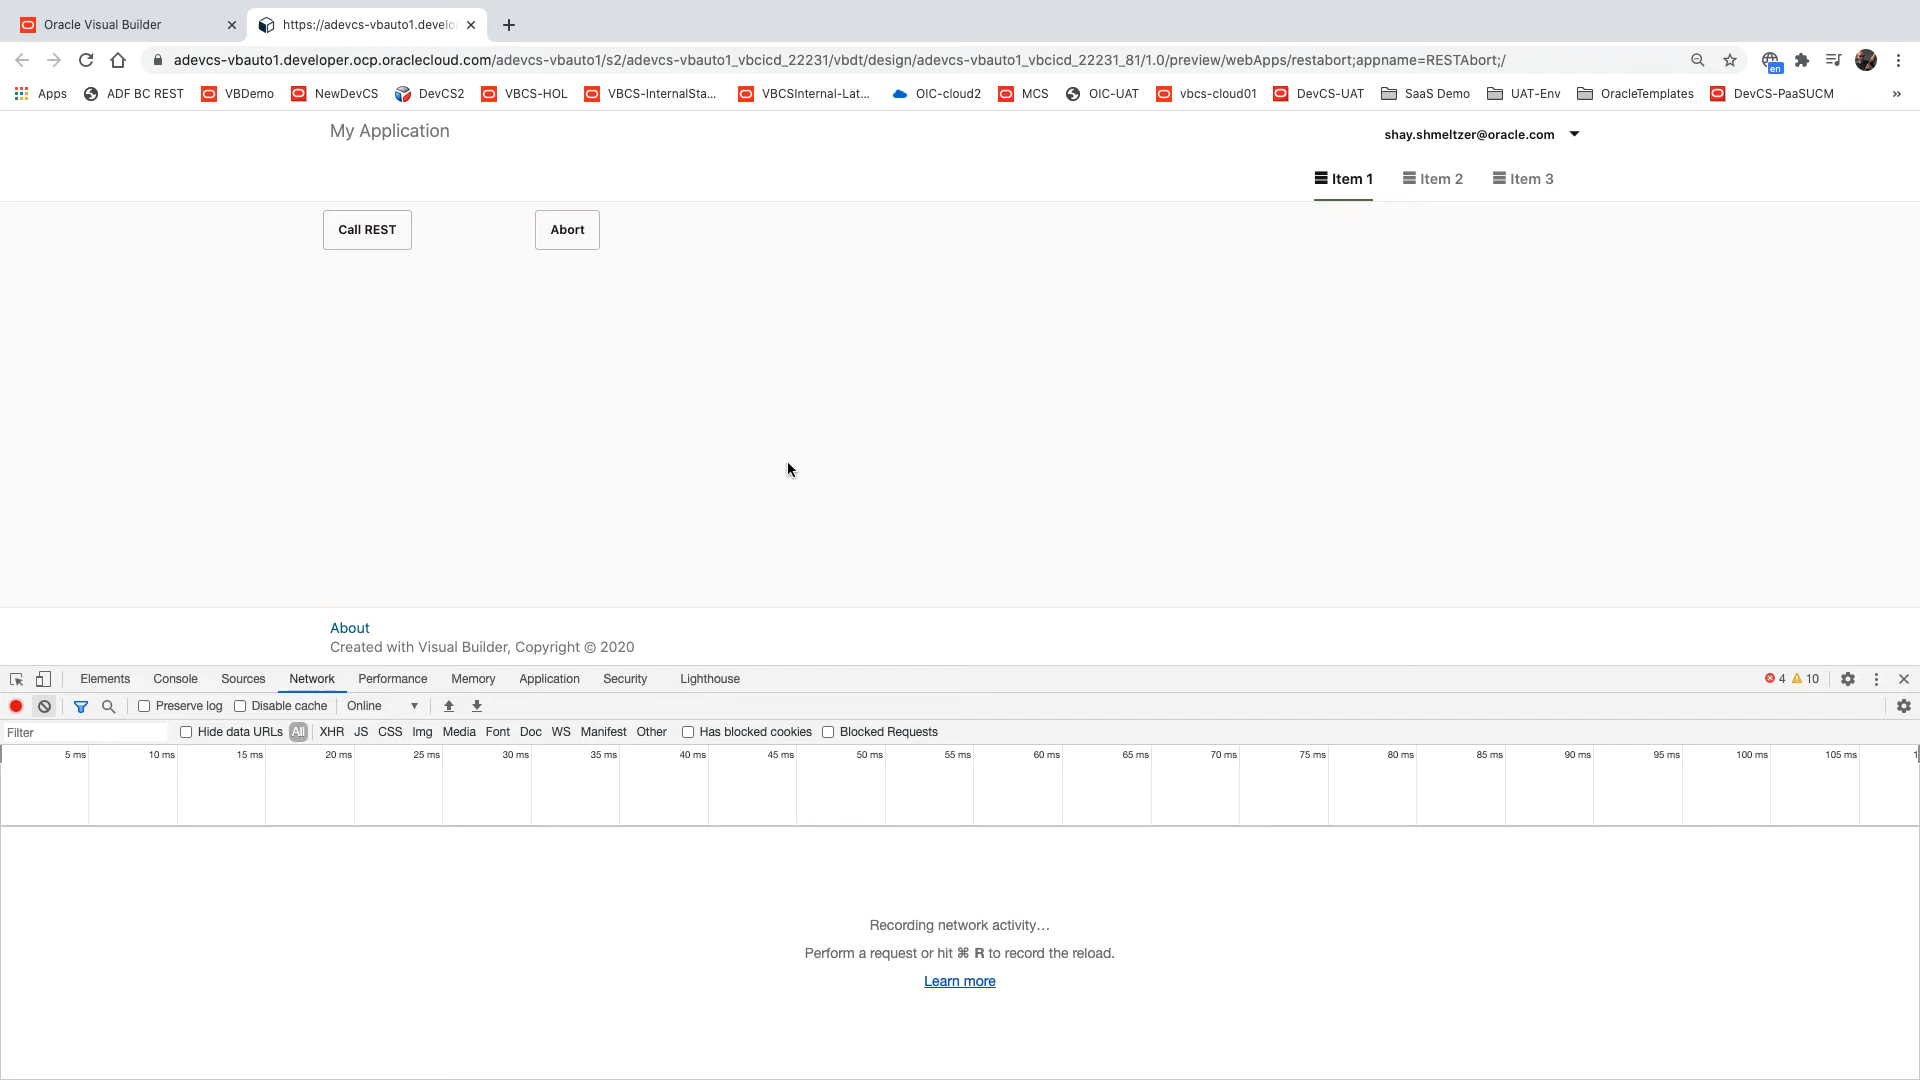 Oracle Visual Builder
https://adevcs-vbauto1.develo
adevcs-vbauto1.developer.ocp.oraclecloud.com/adevcs-vbauto1/s2/adevcs-vbauto1_vbcicd_22231/vbdt/design/adevcs-vbauto1_vbcicd_22231_81/1.0/preview/webApps/restabort;appname=RESTAbort;/
en
Apps ADF BC REST VBDemo NewDevCS DevCS2 VBCS-HOL VBCS-InternalSta... VBCSInternal-Lat... OIC-cloud2 MCS OIC-UAT vbcs-cloud01 DevCS-UAT SaaS Demo UAT-Env OracleTemplates DevCS-PaaSUCM »
My Application
shay.shmeltzer@oracle.com
Item 1 Item 2 Item 3
Call REST Abort
About
Created with Visual Builder, Copyright © 2020
Elements Console Sources Network Performance Memory Application Security Lighthouse 4 10
Preserve log Disable cache Online
Filter Hide data URLs All XHR JS CSS Img Media Font Doc WS Manifest Other Has blocked cookies Blocked Requests
5 ms 10 ms 15 ms 20 ms 25 ms 30 ms 35 ms 40 ms 45 ms 50 ms 55 ms 60 ms 65 ms 70 ms 75 ms 80 ms 85 ms 90 ms 95 ms 100 ms 105 ms 1
Recording network activity…
Perform a request or hit ⌘ R to record the reload.
Learn more